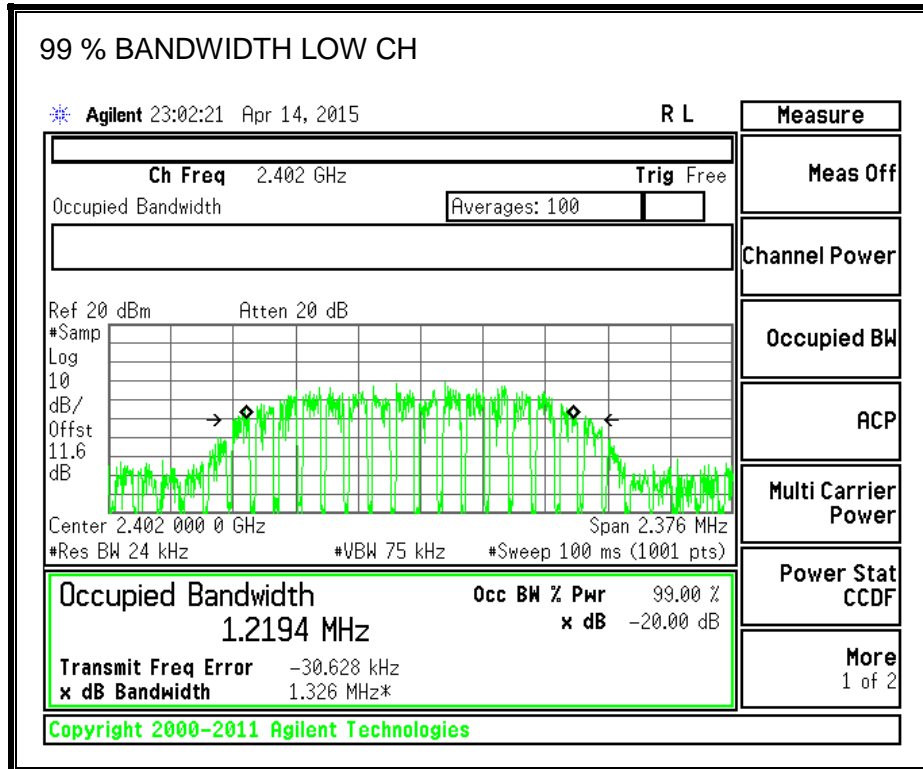 99 % BANDWIDTH LOW CH
Agilent 23:02:21 Apr 14, 2015 R L
Measure
Ch Freq 2.402 GHz Trig Free
Meas Off
Occupied Bandwidth Averages: 100
Channel Power
Ref 20 dBm Atten 20 dB
#Samp
Log
10
dB/
Offst
11.6
dB
Occupied BW
ACP
Multi Carrier
Power
Center 2.402 000 0 GHz Span 2.376 MHz
#Res BW 24 kHz #VBW 75 kHz #Sweep 100 ms (1001 pts)
Power Stat
CCDF
Occupied Bandwidth Occ BW % Pwr 99.00 %
1.2194 MHz x dB -20.00 dB
Transmit Freq Error -30.628 kHz
x dB Bandwidth 1.326 MHz*
More
1 of 2
Copyright 2000-2011 Agilent Technologies